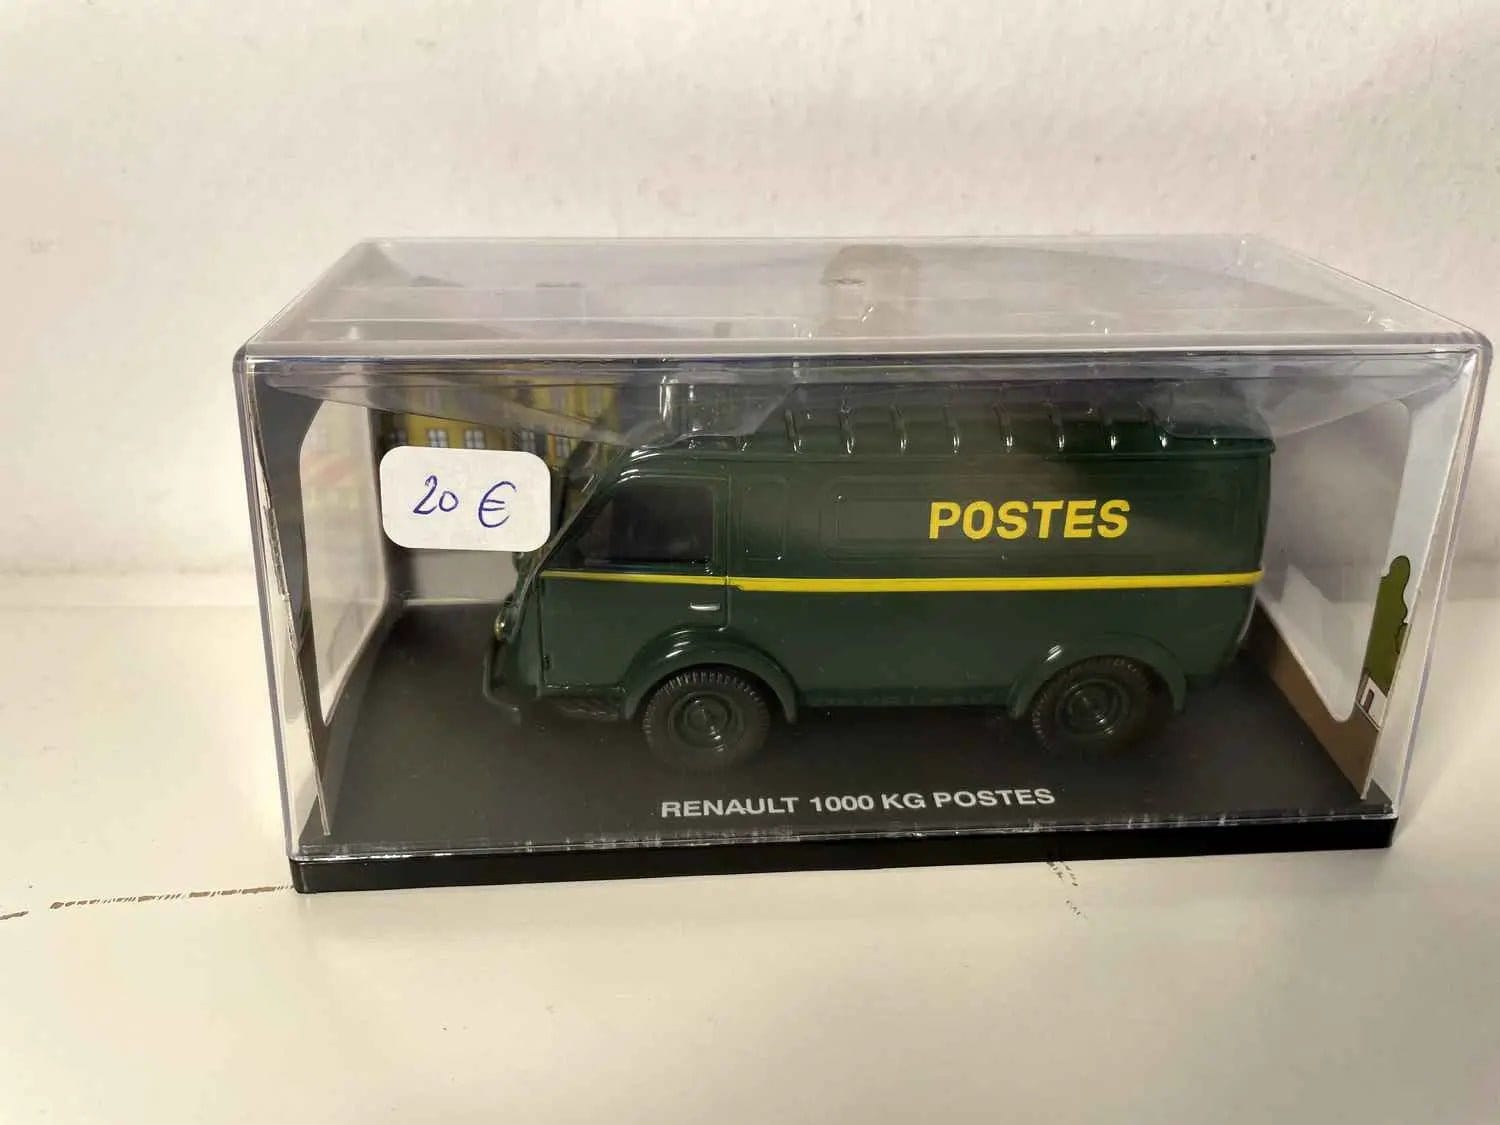 20 €
POSTES
RENAULT 1000 KG POSTES